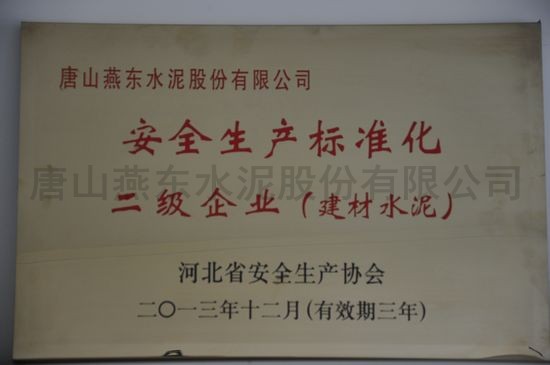 唐山燕东水泥股份有限公司
安全生产标准化
唐山燕东水泥股份有限公司
二级企业（建材水泥）
河北省安全生产协会
二〇一三年十二月(有效期三年)